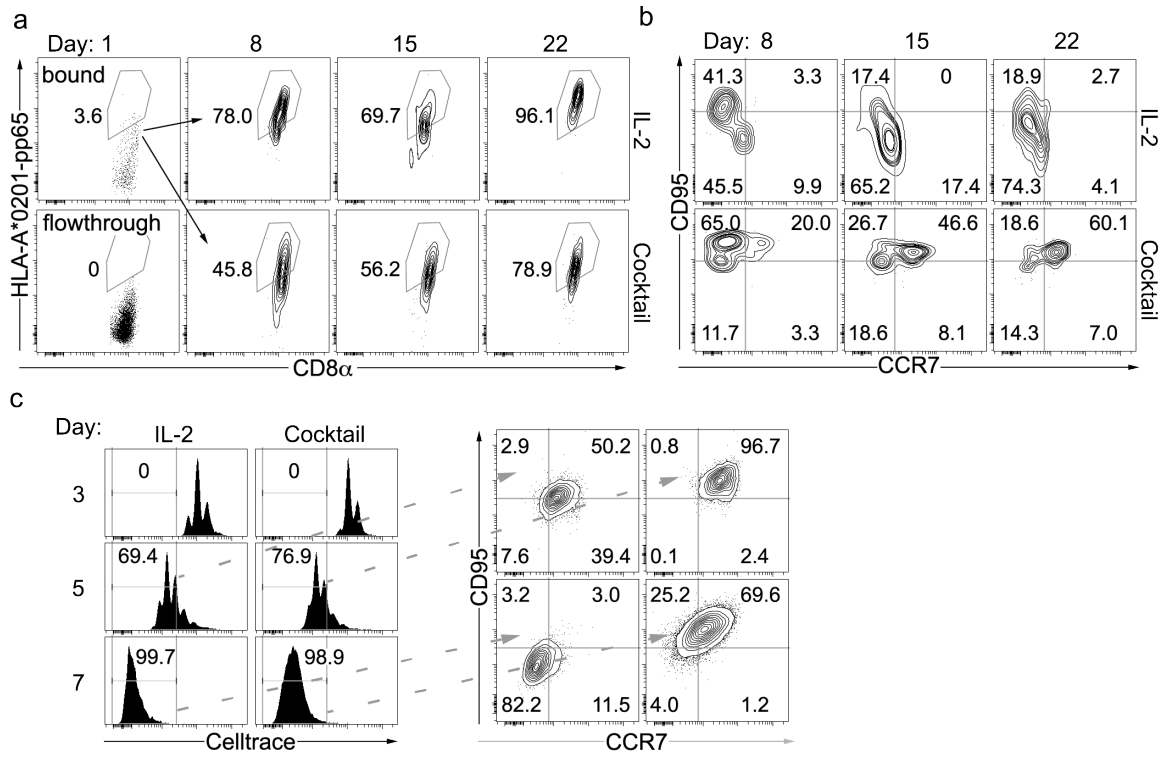 a
Day: 1 8 15 22
bound
3.6 78.0 69.7 96.1
IL-2
flowthrough
0 45.8 56.2 78.9
Cocktail
HLA-A*0201-pp65
CD8α
b
Day: 8 15 22
41.3 3.3 17.4 0 18.9 2.7
IL-2
45.5 9.9 65.2 17.4 74.3 4.1
65.0 20.0 26.7 46.6 18.6 60.1
Cocktail
11.7 3.3 18.6 8.1 14.3 7.0
CD95
CCR7
c
Day: IL-2 Cocktail
3 0 0
5 69.4 76.9
7 99.7 98.9
Celltrace
2.9 50.2 0.8 96.7
7.6 39.4 0.1 2.4
3.2 3.0 25.2 69.6
82.2 11.5 4.0 1.2
CD95
CCR7